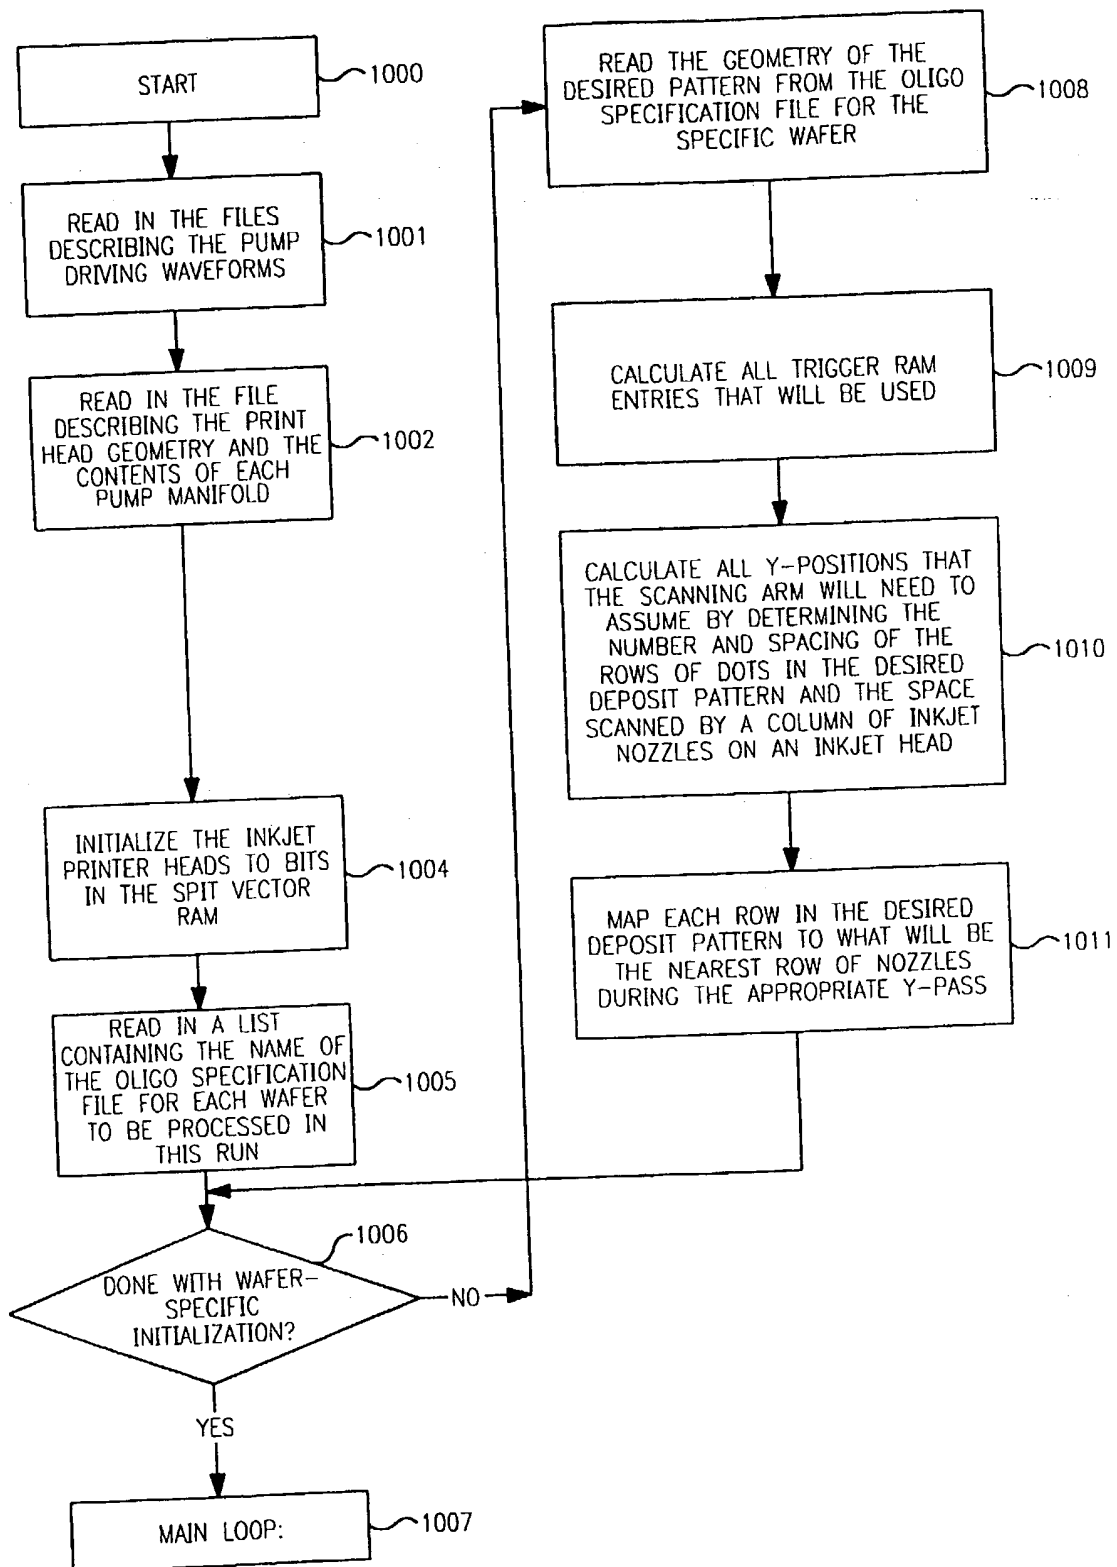 START
1000
READ IN THE FILES
DESCRIBING THE PUMP
DRIVING WAVEFORMS
1001
READ IN THE FILE
DESCRIBING THE PRINT
HEAD GEOMETRY AND THE
CONTENTS OF EACH
PUMP MANIFOLD
1002
INITIALIZE THE INKJET
PRINTER HEADS TO BITS
IN THE SPIT VECTOR
RAM
1004
READ IN A LIST
CONTAINING THE NAME OF
THE OLIGO SPECIFICATION
FILE FOR EACH WAFER
TO BE PROCESSED IN
THIS RUN
1005
1006
DONE WITH WAFER-
SPECIFIC
INITIALIZATION?
NO
YES
MAIN LOOP:
1007
READ THE GEOMETRY OF THE
DESIRED PATTERN FROM THE OLIGO
SPECIFICATION FILE FOR THE
SPECIFIC WAFER
1008
CALCULATE ALL TRIGGER RAM
ENTRIES THAT WILL BE USED
1009
CALCULATE ALL Y-POSITIONS THAT
THE SCANNING ARM WILL NEED TO
ASSUME BY DETERMINING THE
NUMBER AND SPACING OF THE
ROWS OF DOTS IN THE DESIRED
DEPOSIT PATTERN AND THE SPACE
SCANNED BY A COLUMN OF INKJET
NOZZLES ON AN INKJET HEAD
1010
MAP EACH ROW IN THE DESIRED
DEPOSIT PATTERN TO WHAT WILL BE
THE NEAREST ROW OF NOZZLES
DURING THE APPROPRIATE Y-PASS
1011